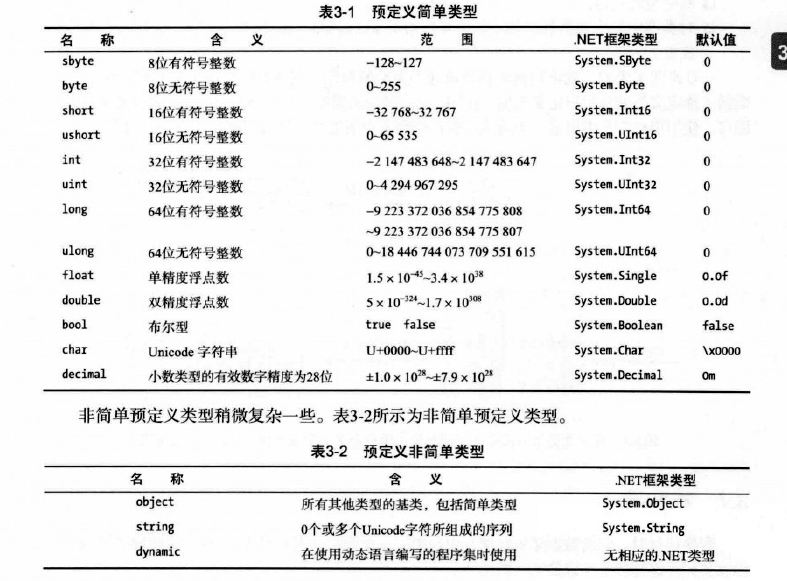 表3-1 预定义简单类型
名 称 含 义 范 围 .NET框架类型 默认值
sbyte 8位有符号整数 -128~127 System.SByte 0
byte 8位无符号整数 0~255 System.Byte 0
short 16位有符号整数 -32 768~32 767 System.Int16 0
ushort 16位无符号整数 0~65 535 System.UInt16 0
int 32位有符号整数 -2 147 483 648~2 147 483 647 System.Int32 0
uint 32位无符号整数 0~4 294 967 295 System.UInt32 0
long 64位有符号整数 -9 223 372 036 854 775 808 System.Int64 0
~9 223 372 036 854 775 807
ulong 64位无符号整数 0~18 446 744 073 709 551 615 System.UInt64 0
float 单精度浮点数 1.5 × 10⁻⁴⁵~3.4 × 10³⁸ System.Single 0.0f
double 双精度浮点数 5 × 10⁻³²⁴~1.7 × 10³⁰⁸ System.Double 0.0d
bool 布尔型 true false System.Boolean false
char Unicode 字符串 U+0000~U+ffff System.Char \x0000
decimal 小数类型的有效数字精度为28位 ±1.0 × 10²⁸~±7.9 × 10²⁸ System.Decimal 0m
非简单预定义类型稍微复杂一些。表3-2所示为非简单预定义类型。
表3-2 预定义非简单类型
名 称 含 义 .NET框架类型
object 所有其他类型的基类，包括简单类型 System.Object
string 0个或多个Unicode字符所组成的序列 System.String
dynamic 在使用动态语言编写的程序集时使用 无相应的.NET类型
3